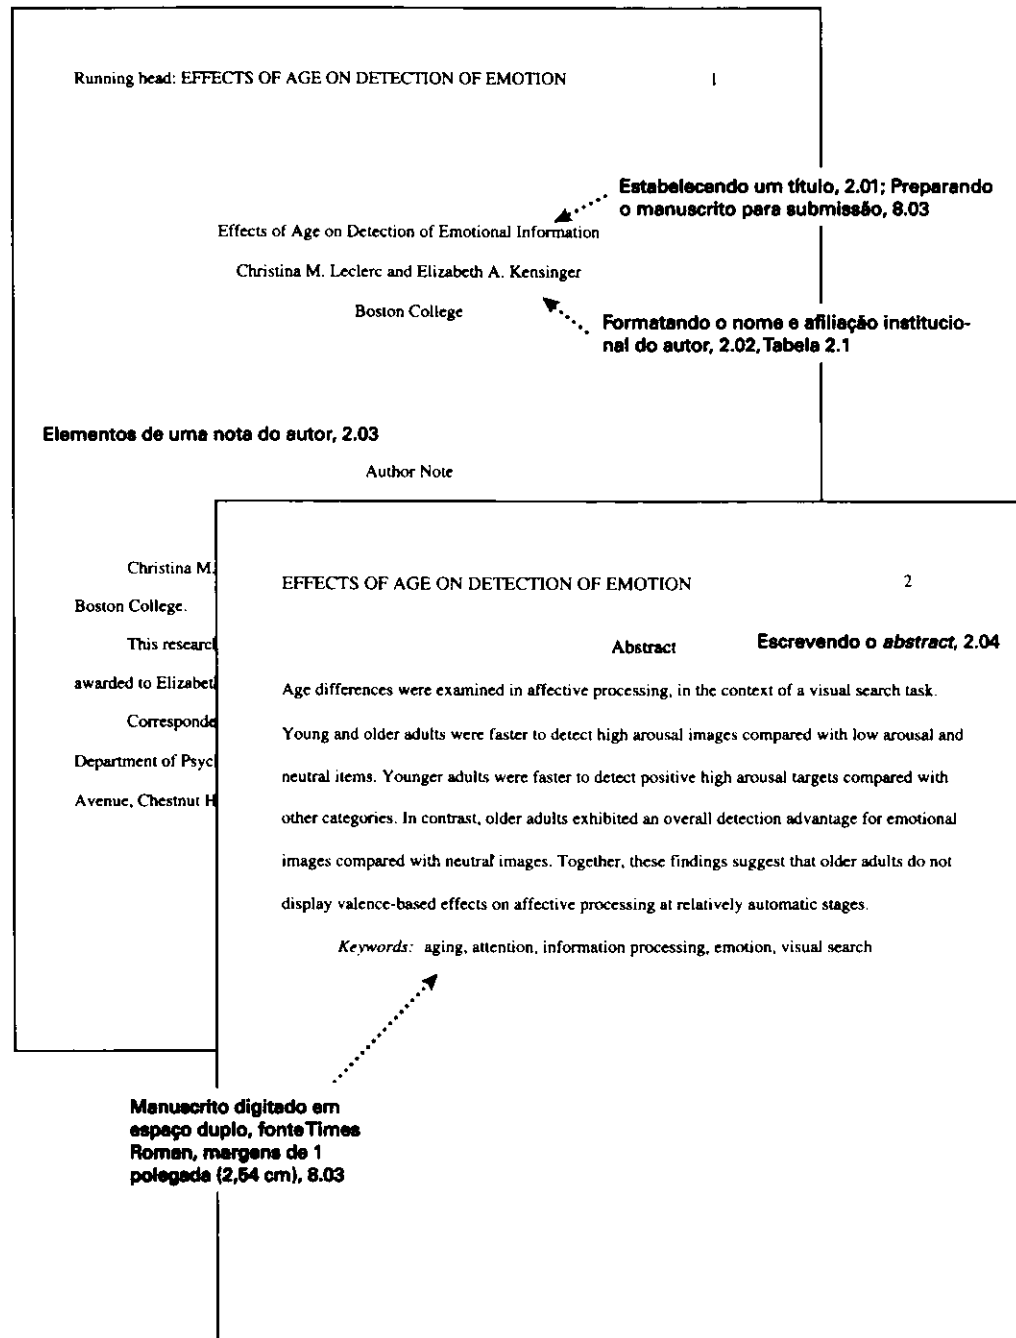 Running head: EFFECTS OF AGE ON DETECTION OF EMOTION 1
Estabelecendo um título, 2.01; Preparando
o manuscrito para submissão, 8.03
Effects of Age on Detection of Emotional Information
Christina M. Leclerc and Elizabeth A. Kensinger
Boston College
Formatando o nome e afiliação institucio-
nal do autor, 2.02, Tabela 2.1
Elementos de uma nota do autor, 2.03
Author Note
Christina M.
Boston College.
This research
awarded to Elizabet
Corresponde
Department of Psyc
Avenue, Chestnut H
EFFECTS OF AGE ON DETECTION OF EMOTION 2
Abstract
Escrevendo o abstract, 2.04
Age differences were examined in affective processing, in the context of a visual search task.
Young and older adults were faster to detect high arousal images compared with low arousal and
neutral items. Younger adults were faster to detect positive high arousal targets compared with
other categories. In contrast, older adults exhibited an overall detection advantage for emotional
images compared with neutral images. Together, these findings suggest that older adults do not
display valence-based effects on affective processing at relatively automatic stages.
Keywords: aging, attention, information processing, emotion, visual search
Manuscrito digitado em
espaço duplo, fonte Times
Roman, margens de 1
polegada (2,54 cm), 8.03